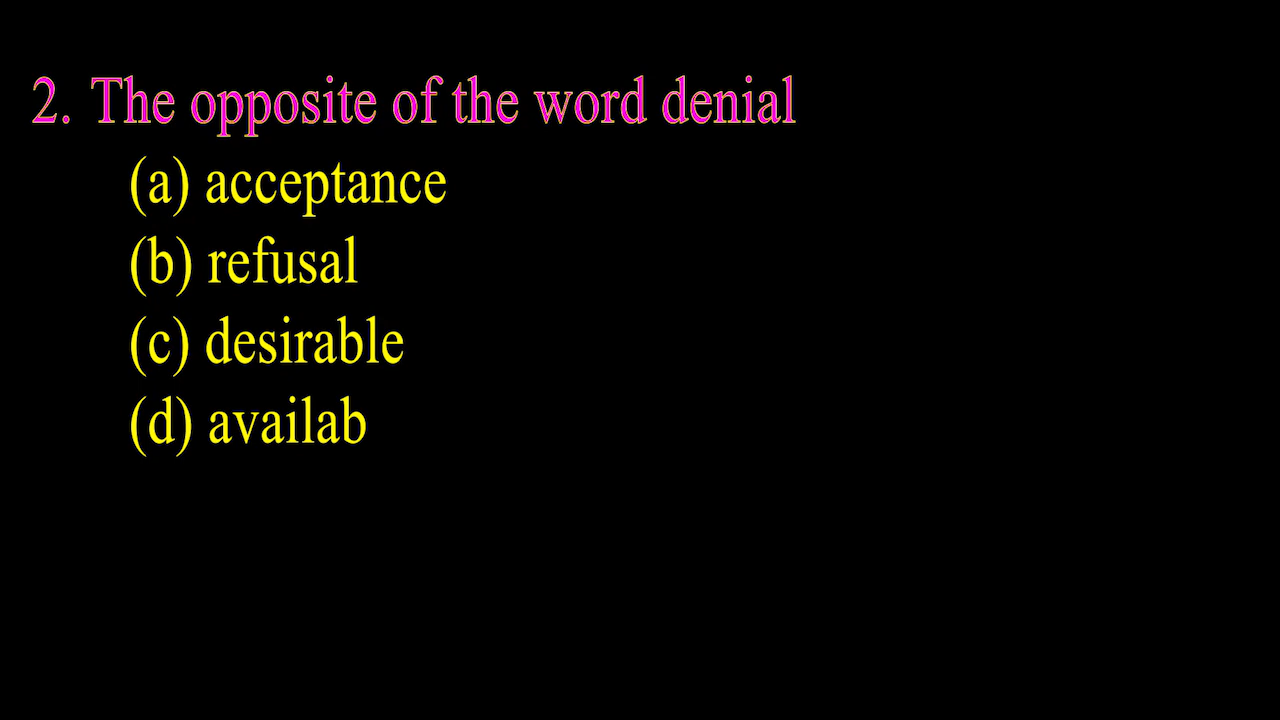 2. The opposite of the word denial
(a) acceptance
(b) refusal
(c) desirable
(d) availab